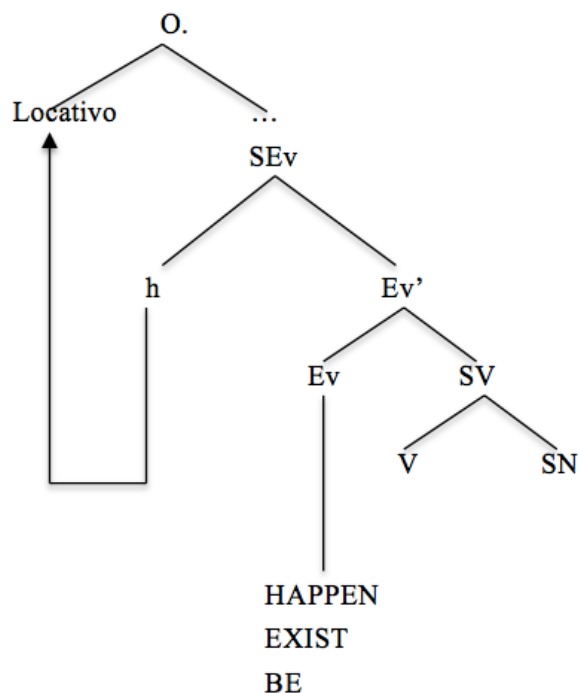 O.
Locativo ...
SEv
h Ev’
Ev SV
V SN
HAPPEN
EXIST
BE